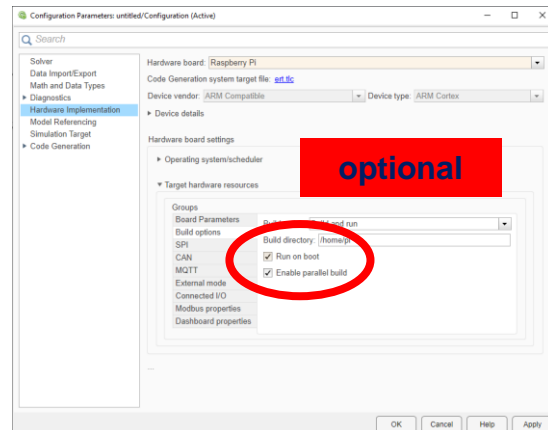 Configuration Parameters: untitled/Configuration (Active)
Search
Solver
Data Import/Export
Math and Data Types
Diagnostics
Hardware Implementation
Model Referencing
Simulation Target
Code Generation
Hardware board: Raspberry Pi
Code Generation system target file: ert.tlc
Device vendor: ARM Compatible Device type: ARM Cortex
Device details
Hardware board settings
Operating system/scheduler
optional
Target hardware resources
Groups
Board Parameters
Build options
SPI
CAN
MQTT
External mode
Connected I/O
Modbus properties
Dashboard properties
and run
Build directory: /home/pi
Run on boot
Enable parallel build
...
OK Cancel Help Apply